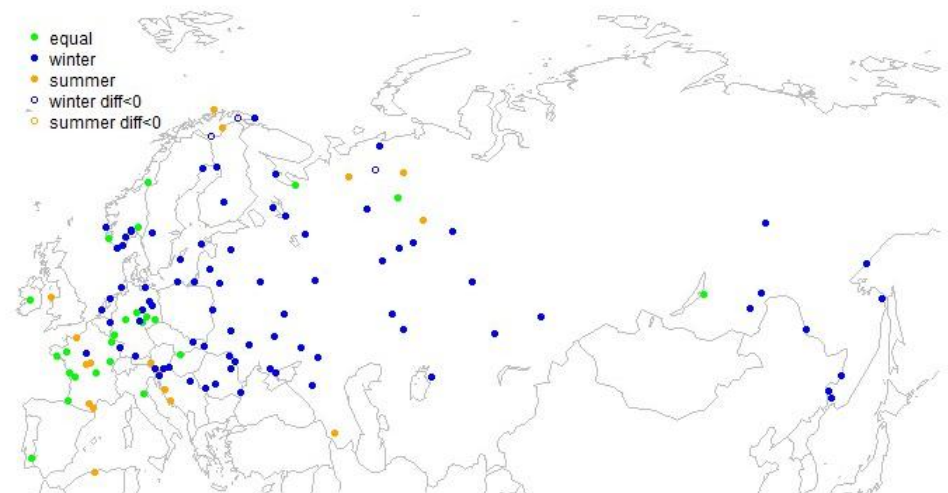 equal
winter
summer
winter diff<0
summer diff<0